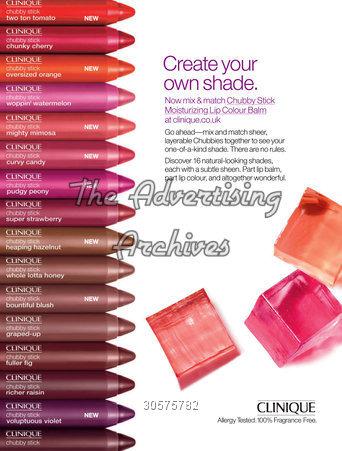 chubby stick
two ton tomato NEW
CLINIQUE
chubby stick
chunky cherry
CLINIQUE
chubby stick
oversized orange NEW
CLINIQUE
chubby stick
woppin' watermelon
CLINIQUE
chubby stick
mighty mimosa NEW
CLINIQUE
chubby stick
curvy candy NEW
CLINIQUE
chubby stick
pudgy peony
CLINIQUE
chubby stick
super strawberry
CLINIQUE
chubby stick
heaping hazelnut NEW
CLINIQUE
chubby stick
whole lotta honey
CLINIQUE
chubby stick
bountiful blush NEW
CLINIQUE
chubby stick
graped-up
CLINIQUE
chubby stick
fuller fig
CLINIQUE
chubby stick
richer raisin
CLINIQUE
chubby stick
voluptuous violet NEW
CLINIQUE
chubby stick
Create your
own shade.
Now mix & match Chubby Stick
Moisturizing Lip Colour Balm
at clinique.co.uk
Go ahead—mix and match sheer,
layerable Chubbies together to see your
one-of-a-kind shade. There are no rules.
Discover 16 natural-looking shades,
each with a subtle sheen. Part lip balm,
part lip colour, and altogether wonderful.
The Advertising
Archives
30575782
CLINIQUE
Allergy Tested. 100% Fragrance Free.